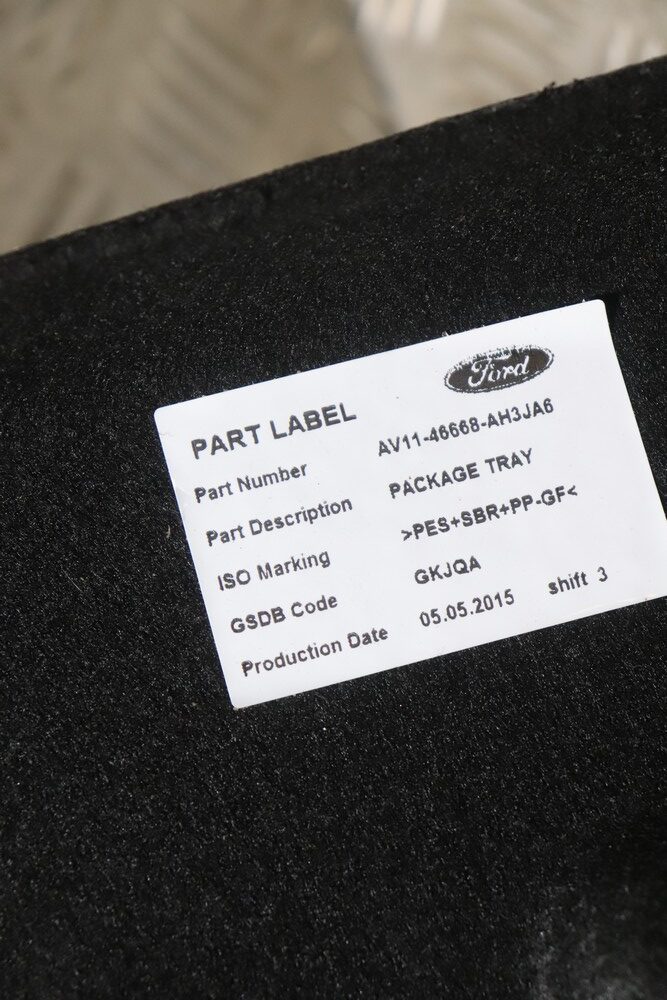 Ford
PART LABEL
Part Number AV11-46668-AH3JA6
Part Description PACKAGE TRAY
ISO Marking >PES+SBR+PP-GF<
GSDB Code GKJQA
Production Date 05.05.2015 shift 3